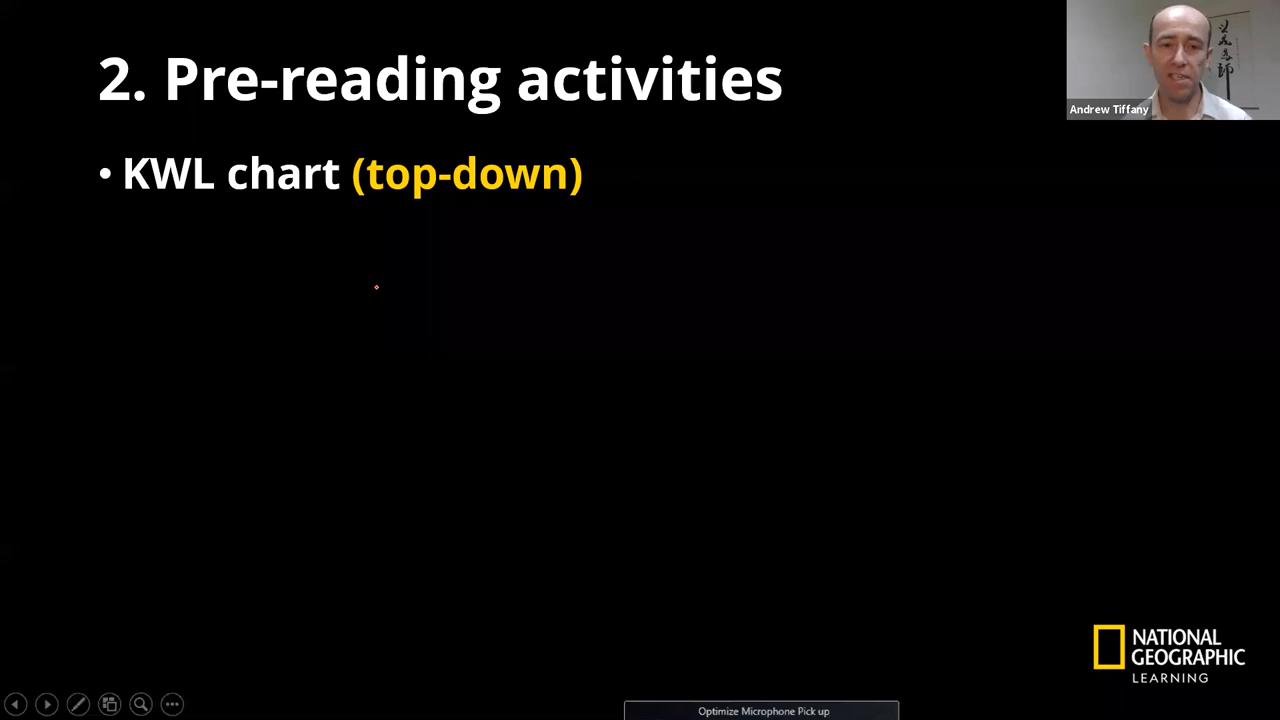 2. Pre-reading activities
• KWL chart (top-down)
Andrew Tiffany
NATIONAL
GEOGRAPHIC
LEARNING
Optimize Microphone Pick up